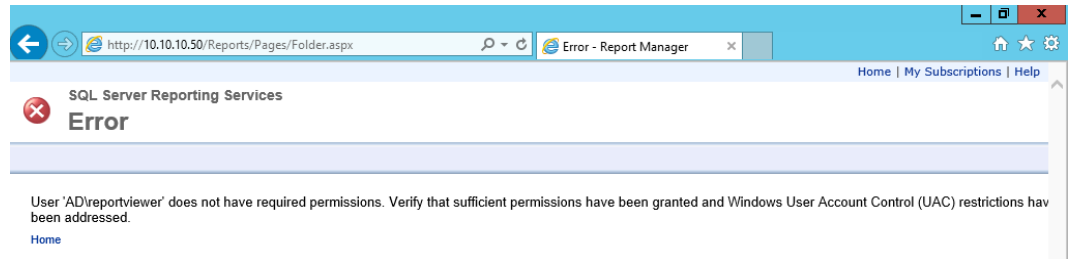 http://10.10.10.50/Reports/Pages/Folder.aspx
Error - Report Manager
Home | My Subscriptions | Help
SQL Server Reporting Services
Error
User 'AD\reportviewer' does not have required permissions. Verify that sufficient permissions have been granted and Windows User Account Control (UAC) restrictions hav
been addressed.
Home